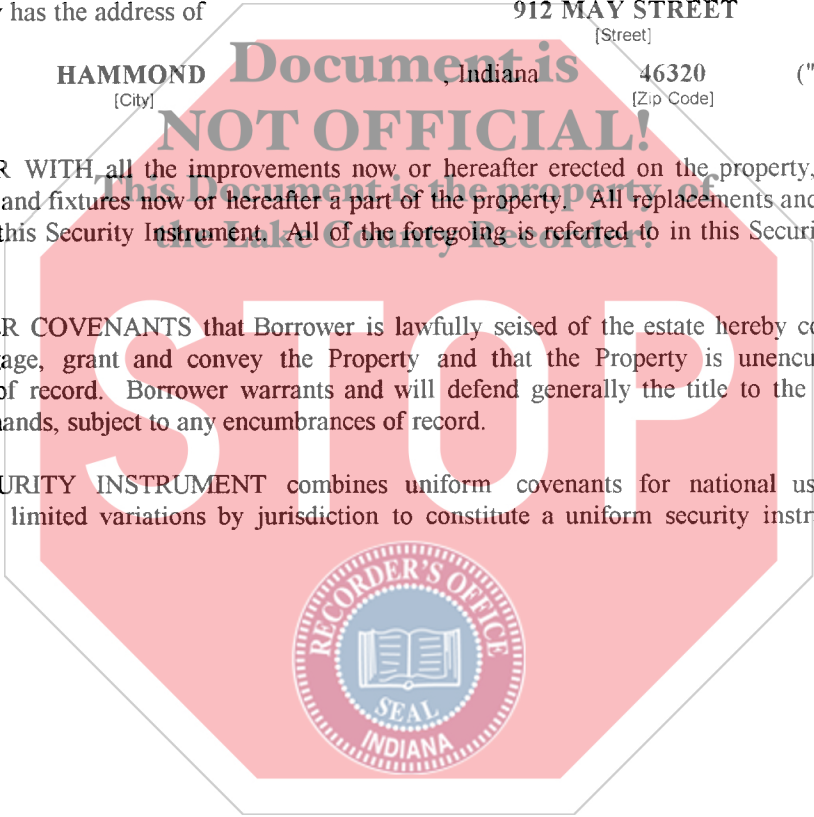 has the address of 912 MAY STREET
[Street]
HAMMOND , Indiana 46320 ("
[City] [Zip Code]
Document is
NOT OFFICIAL!
This Document is the property of
the Lake County Recorder!
R WITH all the improvements now or hereafter erected on the property,
and fixtures now or hereafter a part of the property. All replacements and
this Security Instrument. All of the foregoing is referred to in this Securi
R COVENANTS that Borrower is lawfully seised of the estate hereby co
age, grant and convey the Property and that the Property is unencu
of record. Borrower warrants and will defend generally the title to the
ands, subject to any encumbrances of record.
URITY INSTRUMENT combines uniform covenants for national us
limited variations by jurisdiction to constitute a uniform security instr
STOP
RECORDER'S OFFICE
SEAL
INDIANA